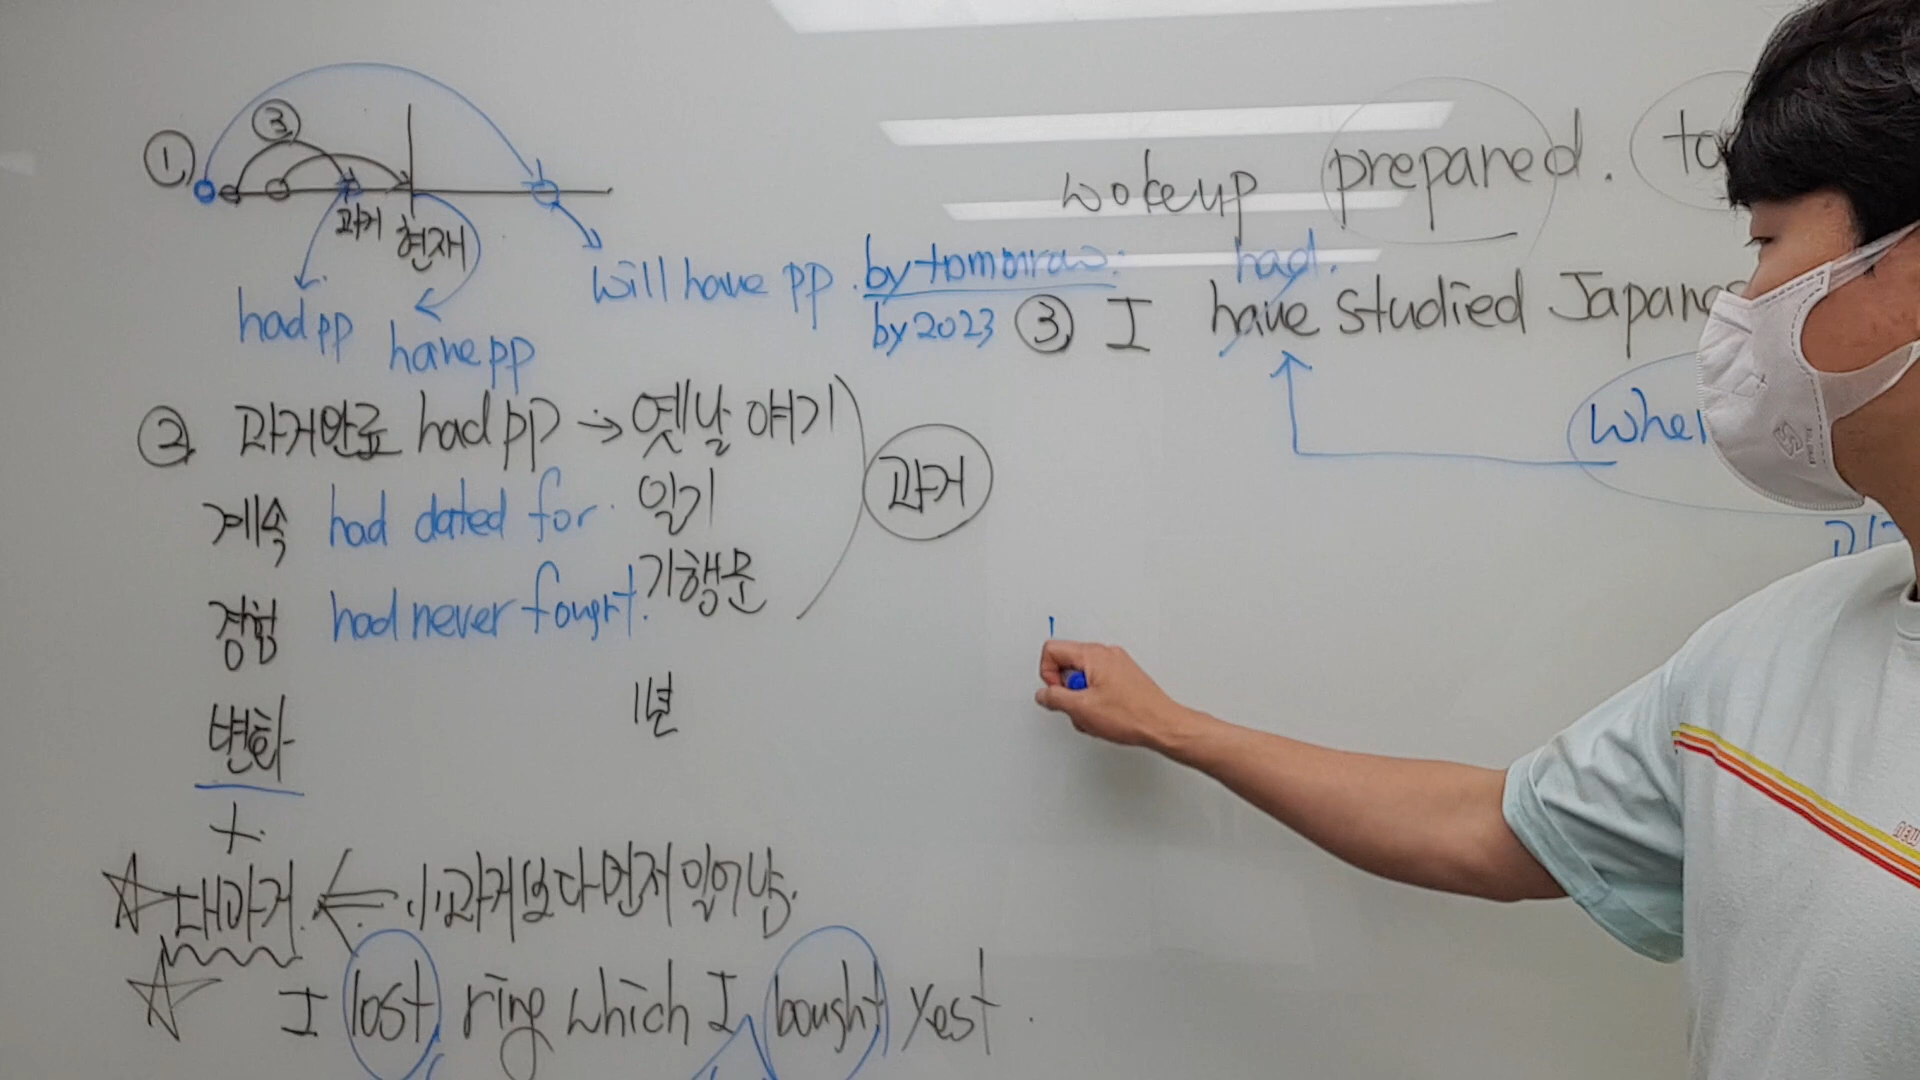 ① ③
과거 현재
had pp have pp will have pp. by tomorrow.
by 2023
② 과거완료 had pp → 옛날 얘기
일기
기행문
과거
계속 had dated for
경험 had never fought.
변화
1년
+
☆ 대과거 ← 과거보다 먼저 일어남.
☆ I lost ring which I bought yest.
woke up prepared. to
had.
③ I have studied Japan
Whe